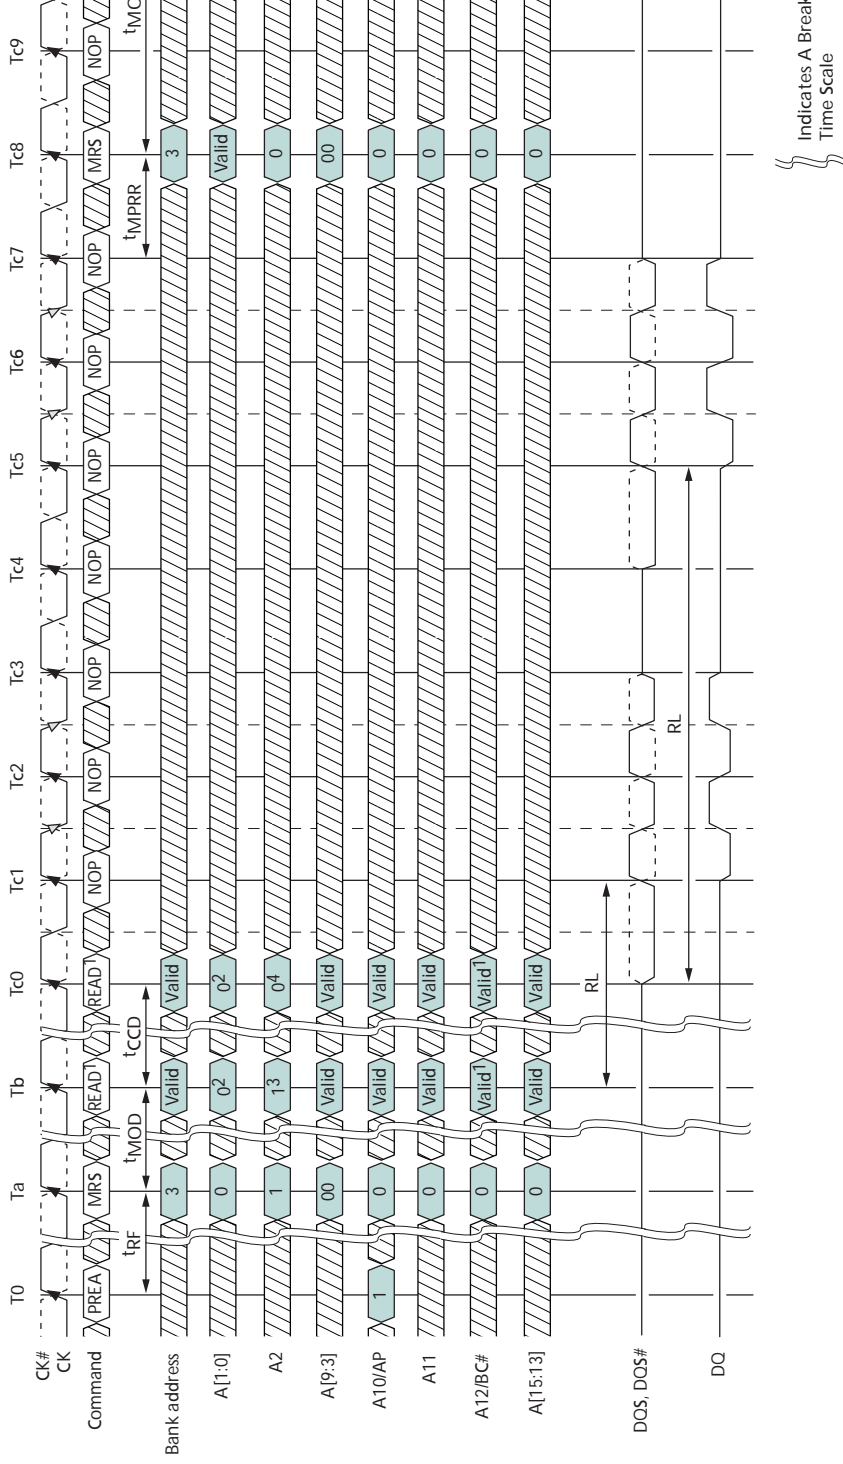 T0 Ta Tb Tc0 Tc1 Tc2 Tc3 Tc4 Tc5 Tc6 Tc7 Tc8 Tc9
CK#
CK
Command PREA MRS READ1 READ1 NOP NOP NOP NOP NOP NOP NOP MRS NOP
tRF tMOD tCCD tMPRR tMO
Bank address 3 Valid Valid 3
A[1:0] 0 02 02 Valid
A2 1 13 04 0
A[9:3] 00 Valid Valid 00
A10/AP 1 0 Valid Valid 0
A11 0 Valid Valid 0
A12/BC# 0 Valid1 Valid1 0
A[15:13] 0 Valid Valid 0
RL
DQS, DQS#
RL
DQ
Indicates A Break
Time Scale